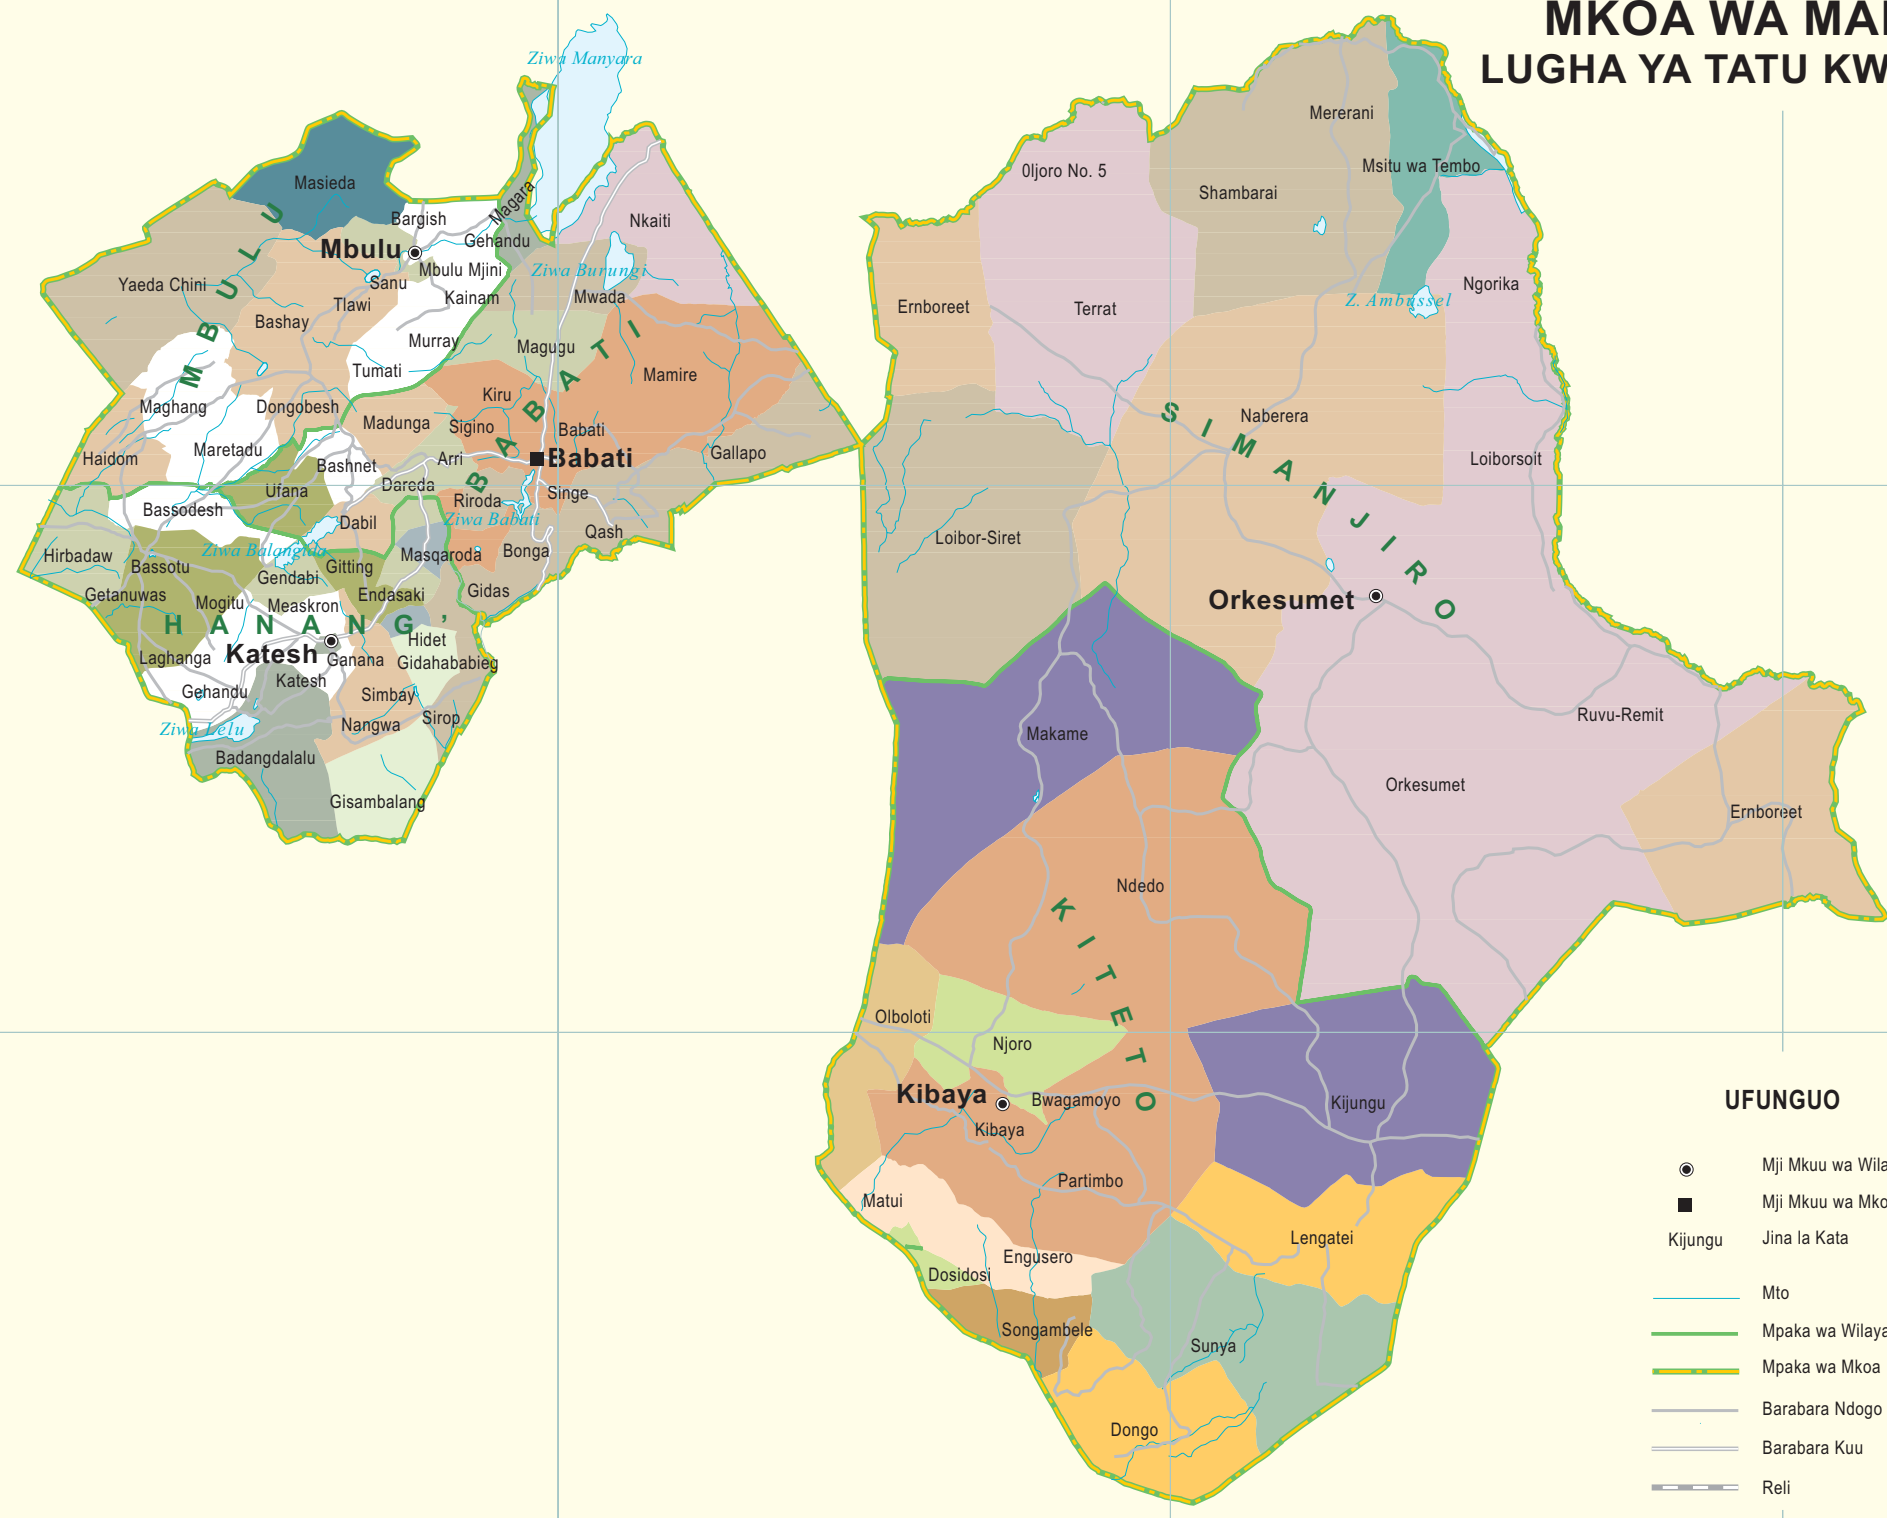 MKOA WA MA
LUGHA YA TATU KW
Ziwa Manyara
Masieda
Bargish
Magara
Mbulu
Gehandu
Mbulu Mjini
Nkaiti
Ziwa Burungi
Yaeda Chini
Sanu
Tlawi
Kainam
Mwada
Bashay
MBULU
Murray
Magugu
Tumati
Mamire
Kiru
BABATI
Maghang
Dongobesh
Madunga
Sigino
Babati
Maretadu
Haidom
Bashnet
Arri
Babati
Gallapo
Ufana
Dareda
Singe
Riroda
Bassodesh
Dabil
Ziwa Babati
Qash
Ziwa Balangida
Hirbadaw
Bassotu
Gitting
Masqaroda
Bonga
Gendabi
Getanuwas
Mogitu
Measkron
Endasaki
Gidas
HANANG'
Hidet
Laghanga
Katesh
Ganana
Gidahababieg
Katesh
Gehandu
Simbay
Ziwa Lelu
Nangwa
Sirop
Badangdalalu
Gisambalang
Mererani
0ljoro No. 5
Msitu wa Tembo
Shambarai
Ernboreet
Terrat
Z. Ambussel
Ngorika
SIMANJIRO
Naberera
Loiborsoit
Loibor-Siret
Orkesumet
Makame
Ruvu-Remit
Orkesumet
Ernboreet
Ndedo
KITETO
Olboloti
Njoro
Kibaya
Bwagamoyo
Kibaya
Kijungu
Partimbo
Matui
Lengatei
Engusero
Dosidosi
Songambele
Sunya
Dongo
UFUNGUO
Mji Mkuu wa Wila
Mji Mkuu wa Mko
Kijungu Jina la Kata
Mto
Mpaka wa Wilaya
Mpaka wa Mkoa
Barabara Ndogo
Barabara Kuu
Reli